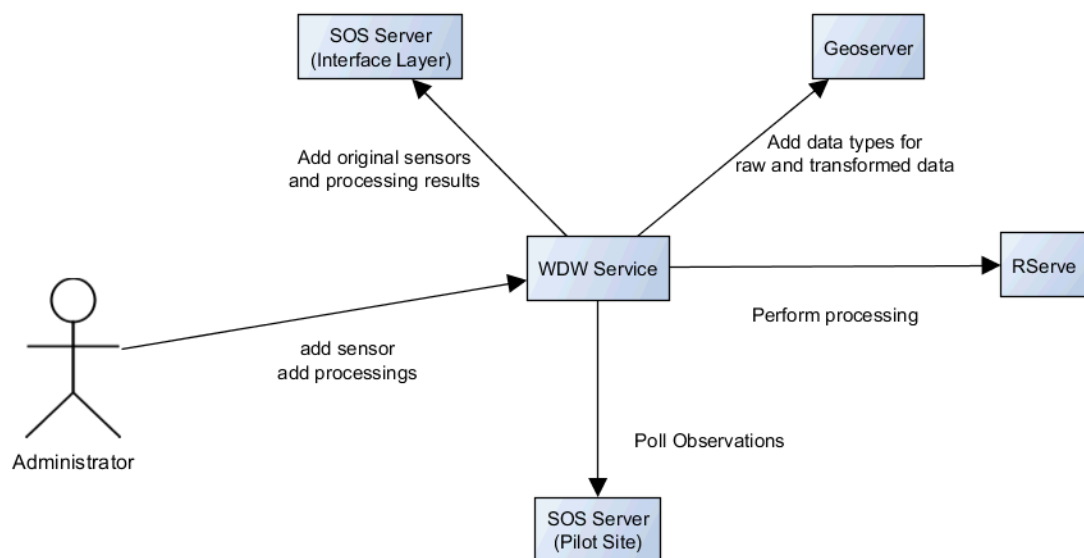 SOS Server
(Interface Layer)
Geoserver
Add original sensors
and processing results
Add data types for
raw and transformed data
WDW Service
RServe
Perform processing
add sensor
add processings
Administrator
Poll Observations
SOS Server
(Pilot Site)